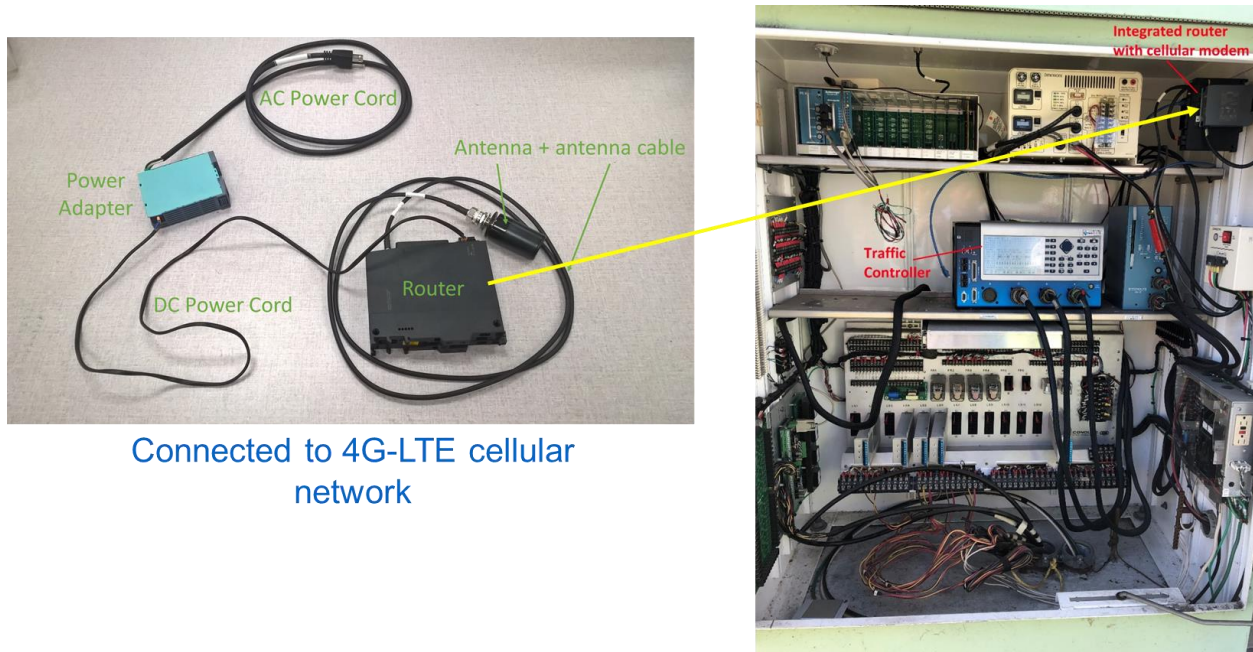 AC Power Cord
Antenna + antenna cable
Power
Adapter
Router
DC Power Cord
Connected to 4G-LTE cellular
network
Integrated router
with cellular modem
Traffic
Controller